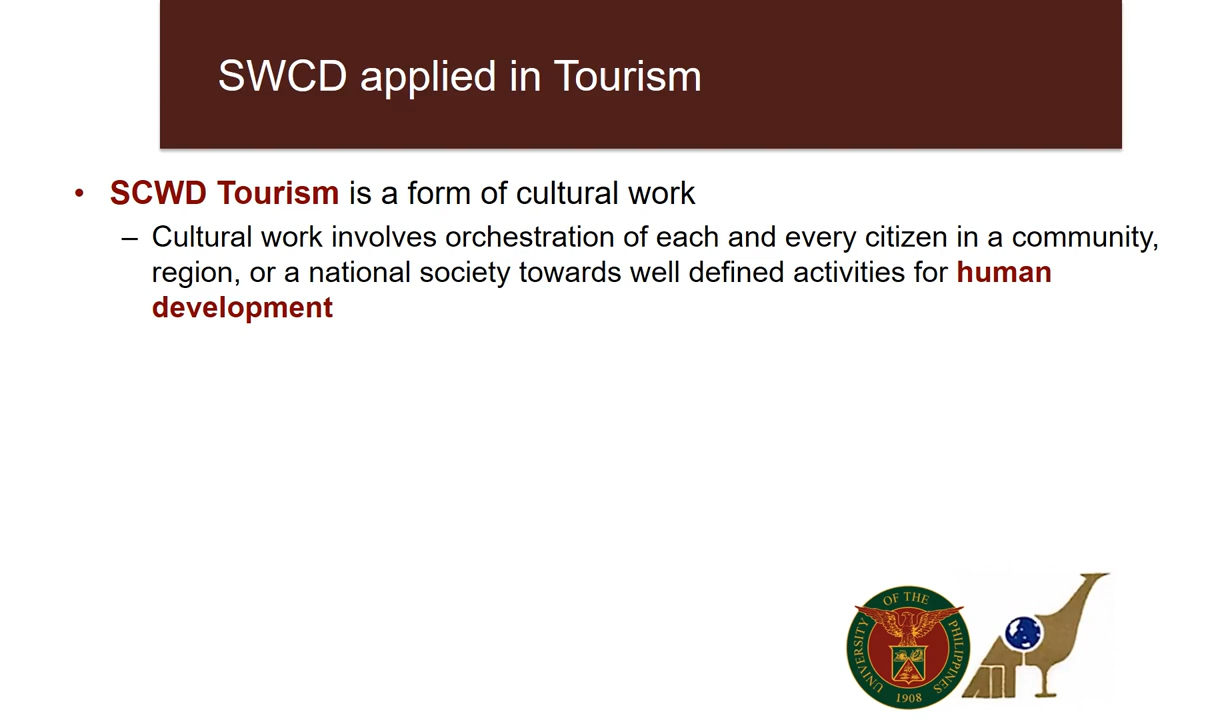 SWCD applied in Tourism
• SCWD Tourism is a form of cultural work
– Cultural work involves orchestration of each and every citizen in a community,
region, or a national society towards well defined activities for human
development
UNIVERSITY OF THE PHILIPPINES
1908
AIT